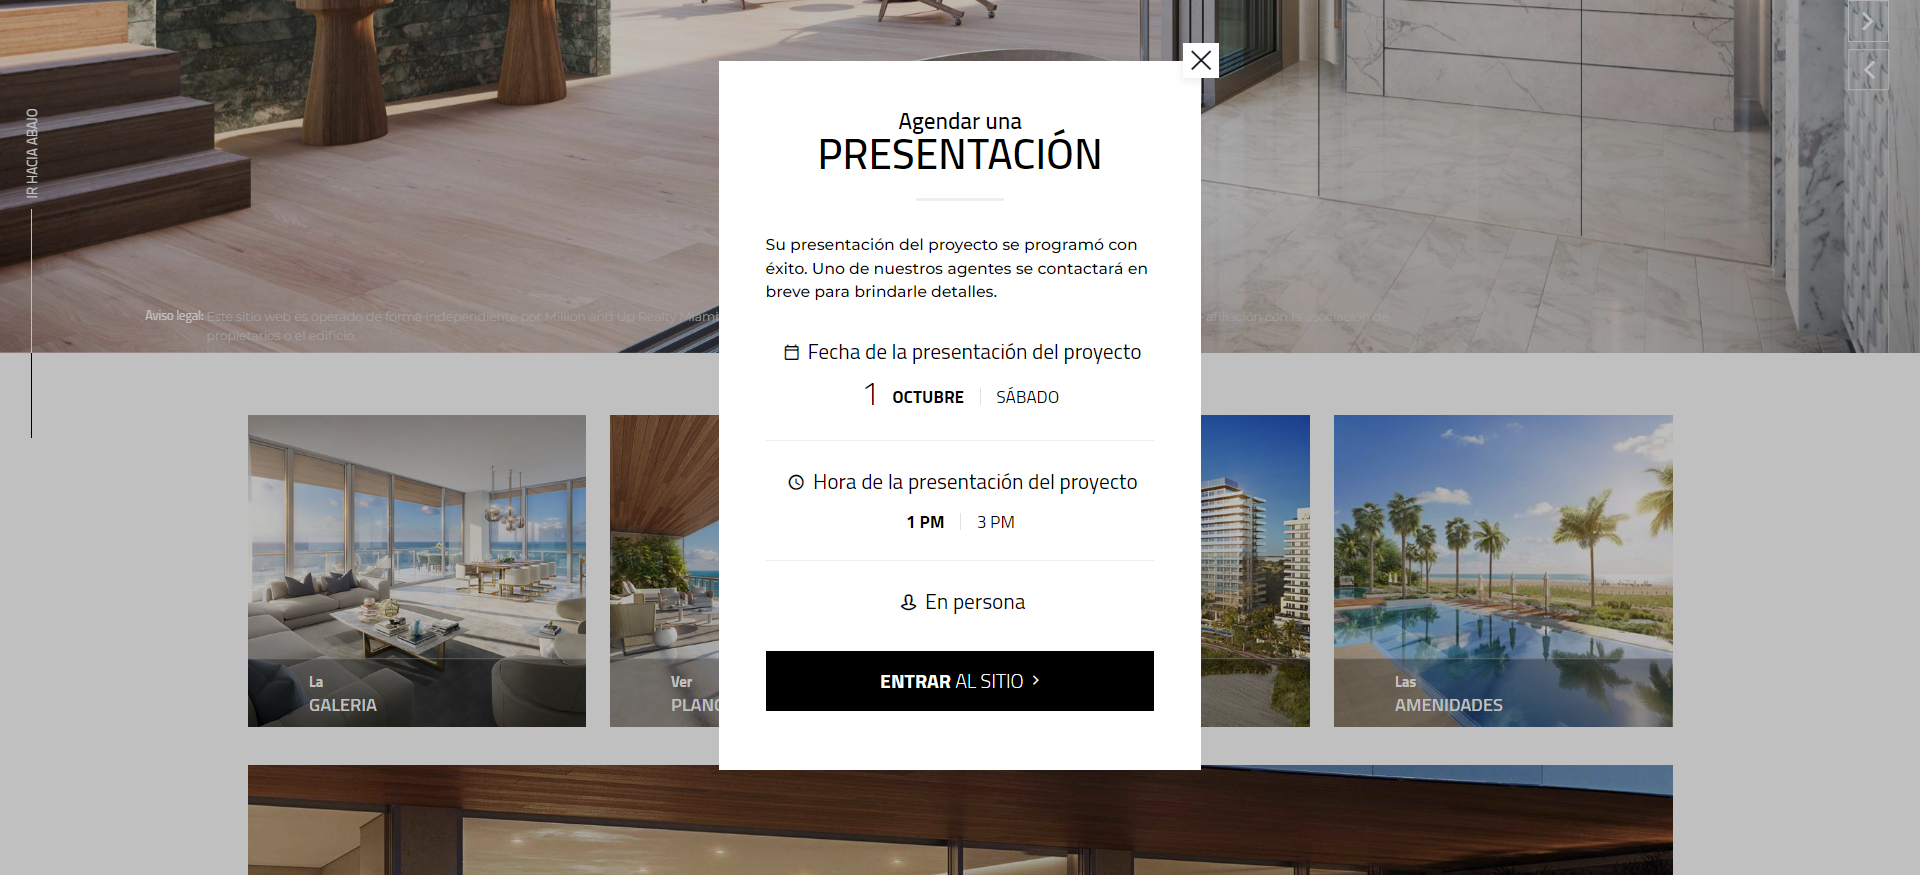 IR HACIA ABAJO
Agendar una
PRESENTACIÓN
Su presentación del proyecto se programó con
éxito. Uno de nuestros agentes se contactará en
breve para brindarle detalles.
Fecha de la presentación del proyecto
1 OCTUBRE SÁBADO
Hora de la presentación del proyecto
1 PM 3 PM
En persona
ENTRAR AL SITIO
Aviso legal: Este sitio web es operado de forma independiente por Million and Up Realty Miami
afiliación con la asociación de
propietarios o el edificio.
La
GALERIA
Ver
PLANO
Las
AMENIDADES